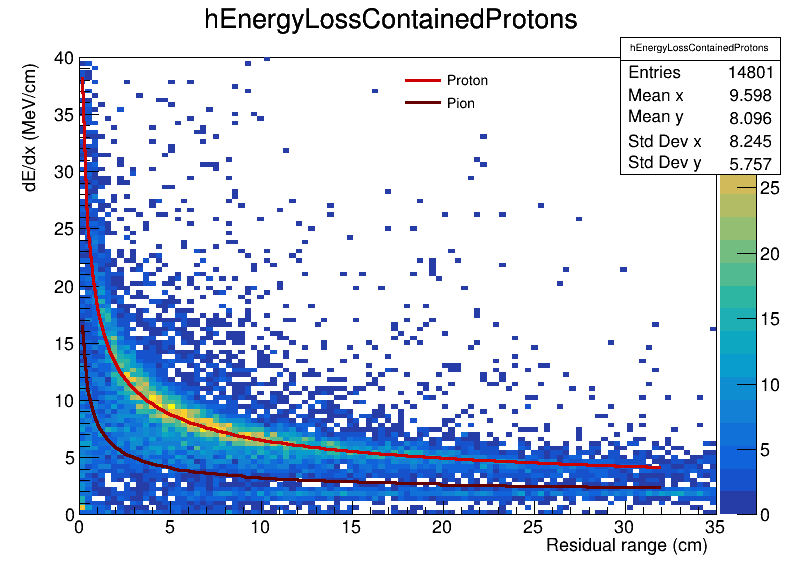 hEnergyLossContainedProtons
hEnergyLossContainedProtons
Entries 14801
Mean x 9.598
Mean y 8.096
Std Dev x 8.245
Std Dev y 5.757
Proton
Pion
dE/dx (MeV/cm)
40
35
30
25
20
15
10
5
0
25
20
15
10
5
0
0 5 10 15 20 25 30 35
Residual range (cm)